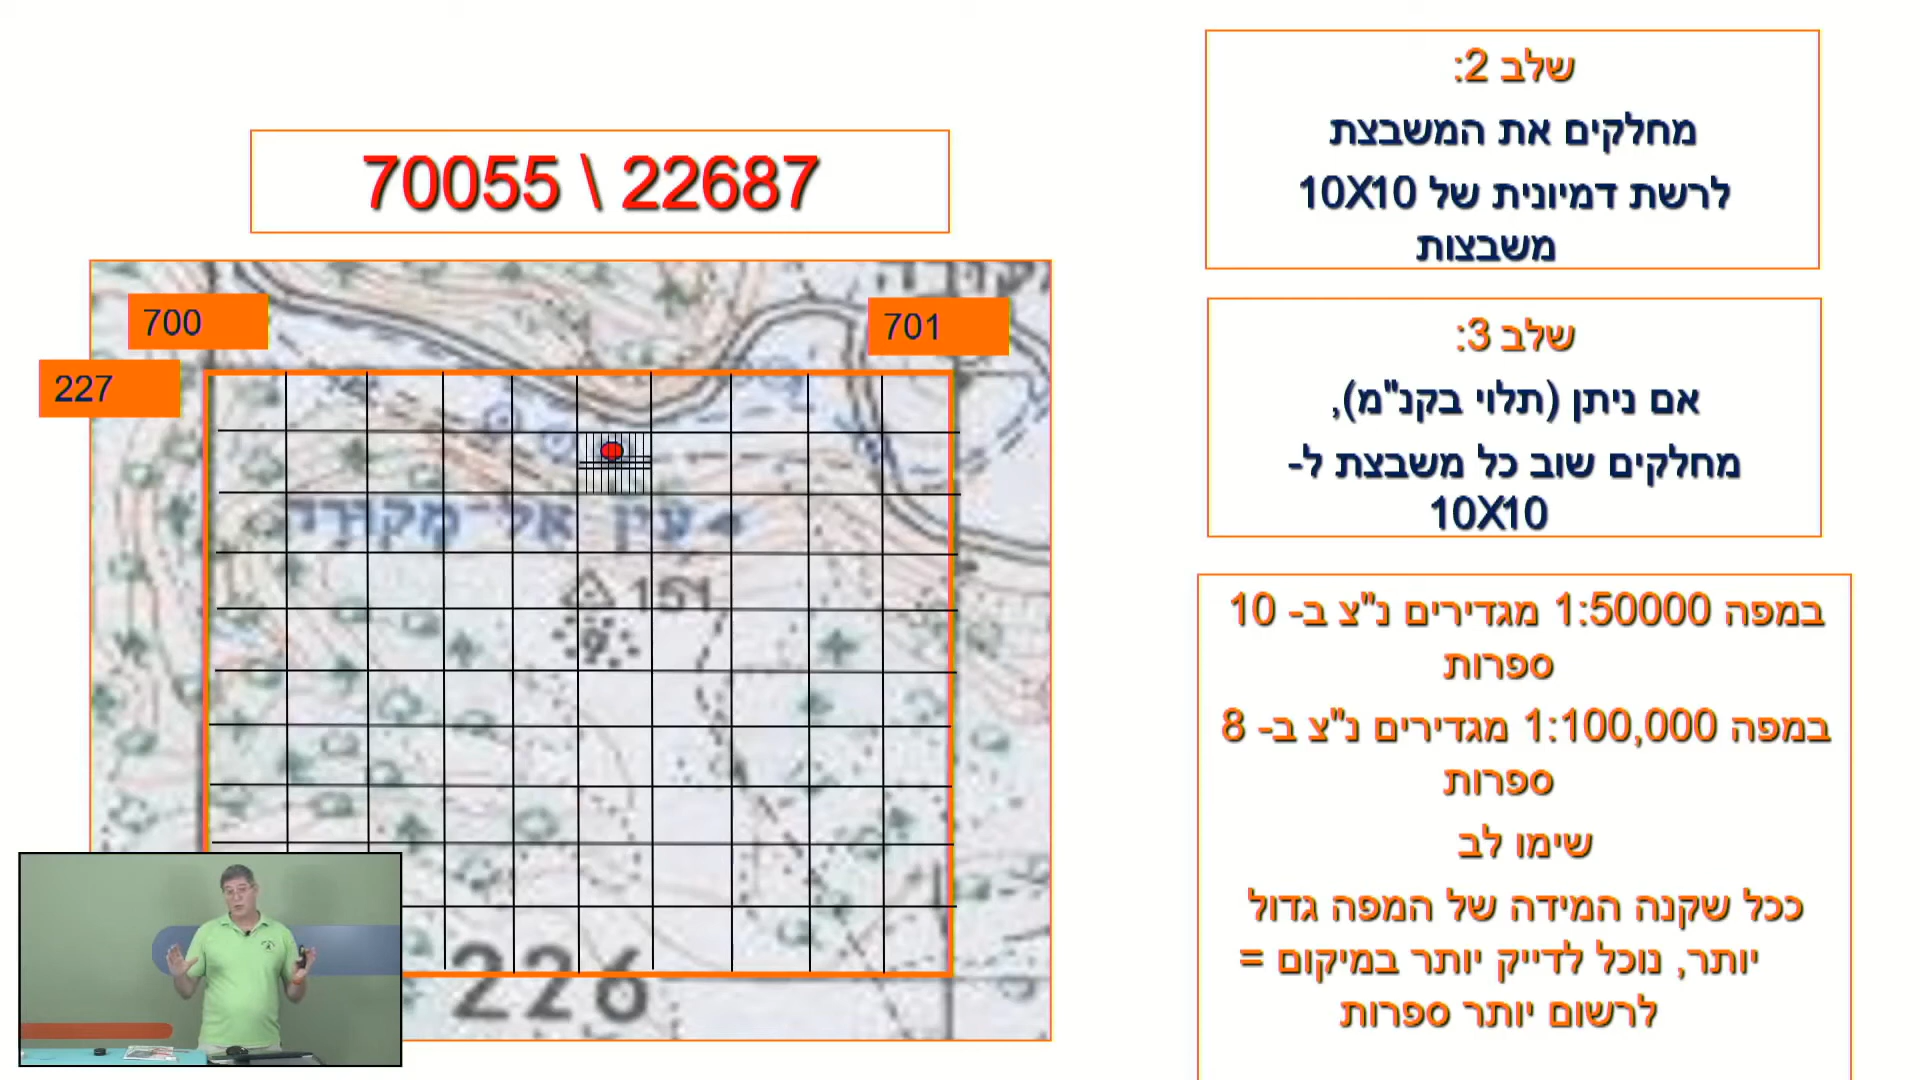 שלב 2:
מחלקים את המשבצת
לרשת דמיונית של 10X10
משבצות
70055 \ 22687
שלב 3:
אם ניתן (תלוי בקנ"מ),
מחלקים שוב כל משבצת ל-
10X10
700
701
227
עין אל-מקורר
151
226
במפה 1:50000 מגדירים נ"צ ב- 10
ספרות
במפה 1:100,000 מגדירים נ"צ ב- 8
ספרות
שימו לב
ככל שקנה המידה של המפה גדול
יותר, נוכל לדייק יותר במיקום =
לרשום יותר ספרות